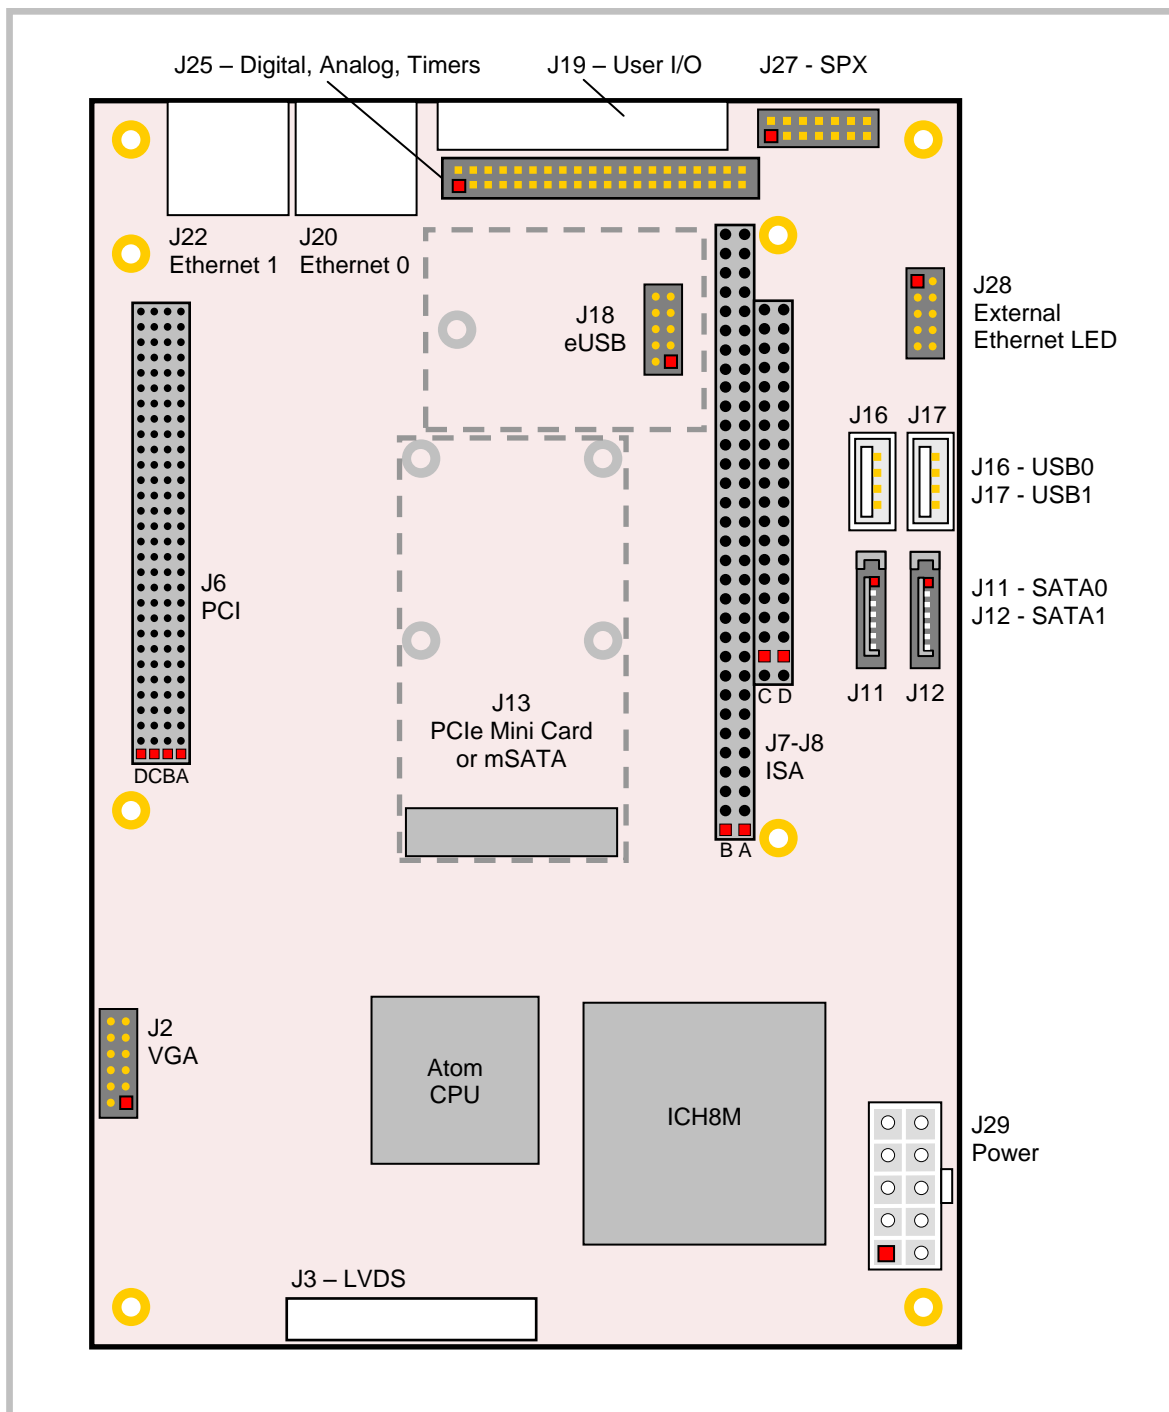 J25 – Digital, Analog, Timers
J19 – User I/O
J27 - SPX
J22
Ethernet 1
J20
Ethernet 0
J18
eUSB
J28
External
Ethernet LED
J16
J17
J16 - USB0
J17 - USB1
J6
PCI
J11 - SATA0
J12 - SATA1
J11
J12
C D
J13
PCIe Mini Card
or mSATA
J7-J8
ISA
DCBA
B A
J2
VGA
Atom
CPU
ICH8M
J29
Power
J3 – LVDS